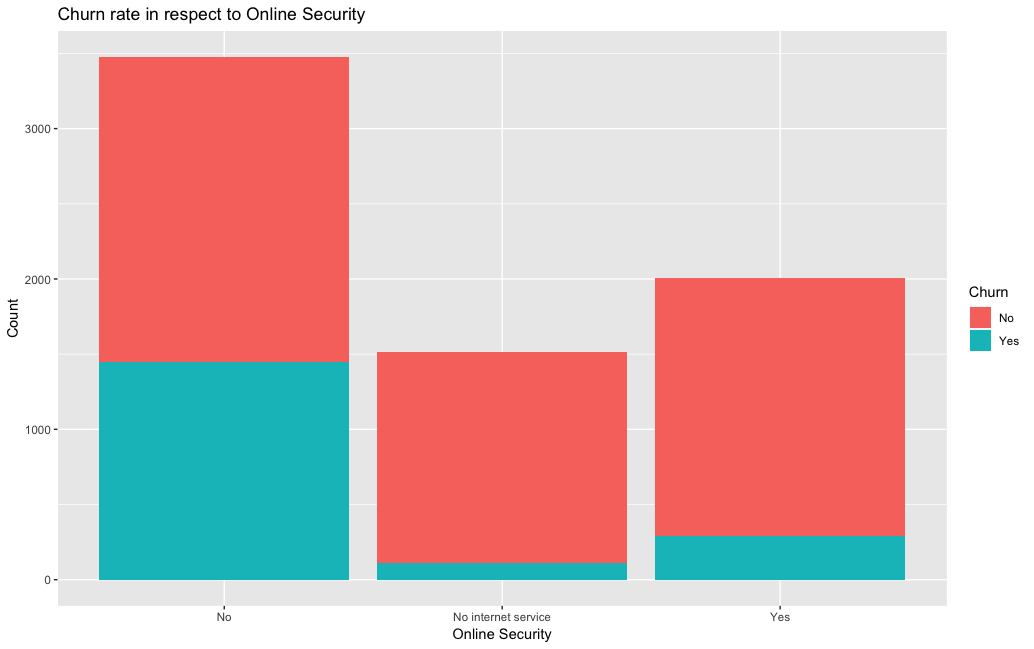 Churn rate in respect to Online Security
3000
2000
1000
0
Count
No
No internet service
Yes
Online Security
Churn
No
Yes